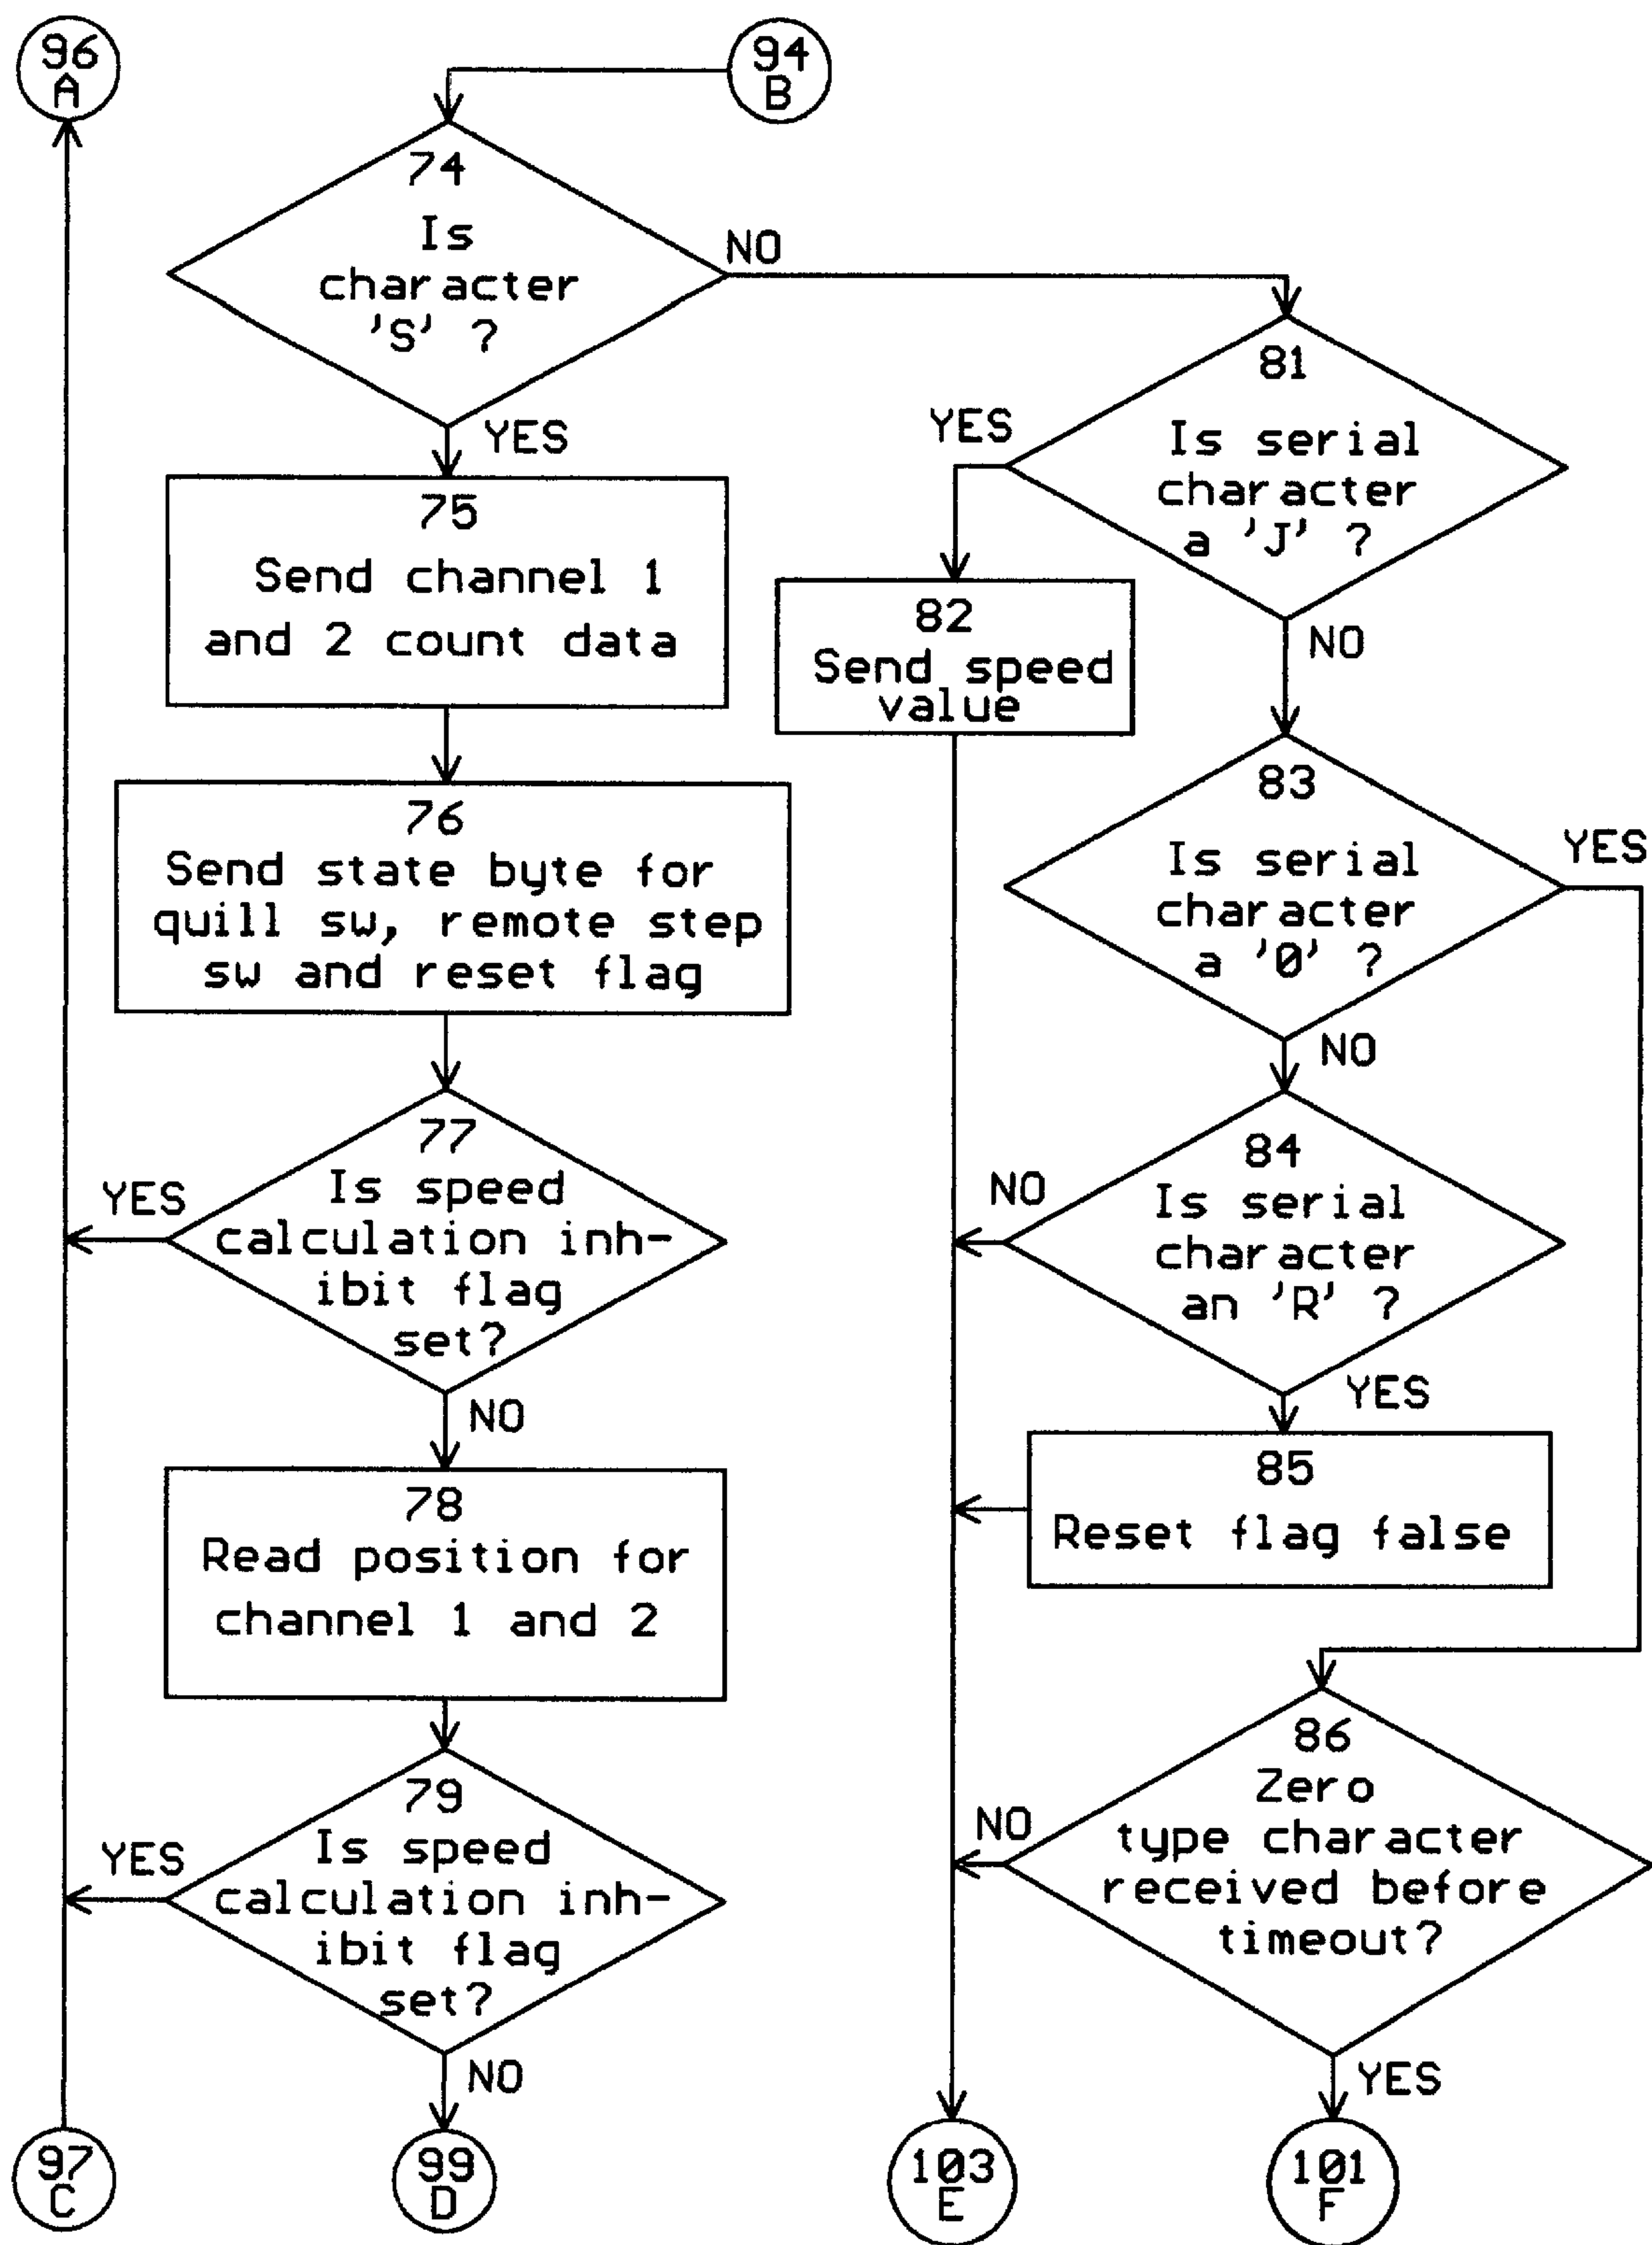 96
A
94
B
74
Is
character
'S' ?
NO
YES
75
Send channel 1
and 2 count data
76
Send state byte for
quill sw, remote step
sw and reset flag
77
Is speed
calculation inh-
ibit flag
set?
YES
NO
78
Read position for
channel 1 and 2
79
Is speed
calculation inh-
ibit flag
set?
YES
NO
97
C
99
D
81
Is serial
character
a 'J' ?
YES
NO
82
Send speed
value
83
Is serial
character
a '0' ?
YES
NO
84
Is serial
character
an 'R' ?
NO
YES
85
Reset flag false
86
Zero
type character
received before
timeout?
NO
YES
103
E
101
F